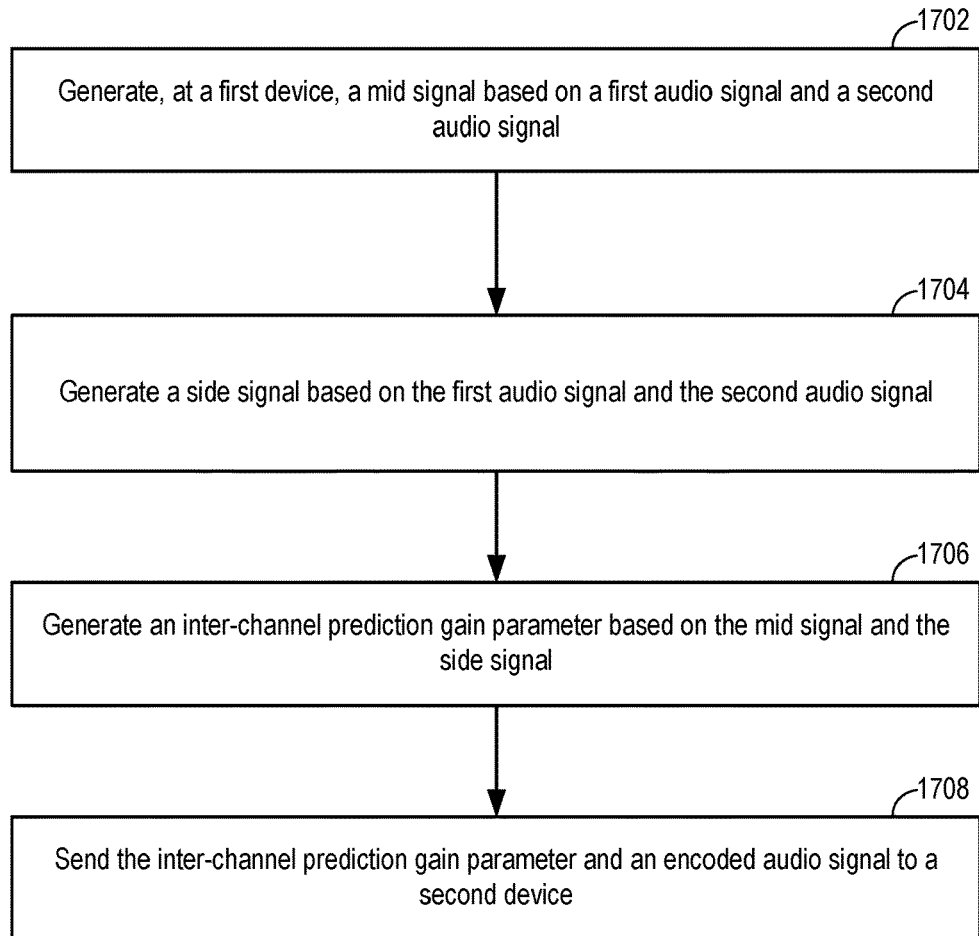 1702
Generate, at a first device, a mid signal based on a first audio signal and a second
audio signal
1704
Generate a side signal based on the first audio signal and the second audio signal
1706
Generate an inter-channel prediction gain parameter based on the mid signal and the
side signal
1708
Send the inter-channel prediction gain parameter and an encoded audio signal to a
second device